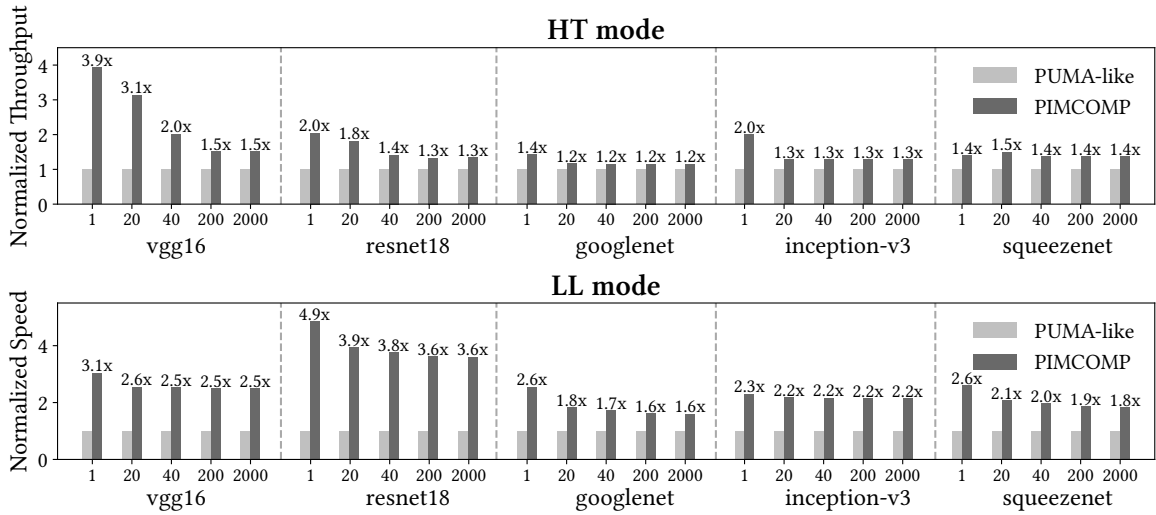 HT mode
Normalized Throughput
4
3
2
1
0
PUMA-like
PIMCOMP
3.9x 3.1x 2.0x 1.5x 1.5x 2.0x 1.8x 1.4x 1.3x 1.3x 1.4x 1.2x 1.2x 1.2x 1.2x 2.0x 1.3x 1.3x 1.3x 1.3x 1.4x 1.5x 1.4x 1.4x 1.4x
1 20 40 200 2000 1 20 40 200 2000 1 20 40 200 2000 1 20 40 200 2000 1 20 40 200 2000
vgg16 resnet18 googlenet inception-v3 squeezenet
LL mode
Normalized Speed
4
2
0
PUMA-like
PIMCOMP
3.1x 2.6x 2.5x 2.5x 2.5x 4.9x 3.9x 3.8x 3.6x 3.6x 2.6x 1.8x 1.7x 1.6x 1.6x 2.3x 2.2x 2.2x 2.2x 2.2x 2.6x 2.1x 2.0x 1.9x 1.8x
1 20 40 200 2000 1 20 40 200 2000 1 20 40 200 2000 1 20 40 200 2000 1 20 40 200 2000
vgg16 resnet18 googlenet inception-v3 squeezenet